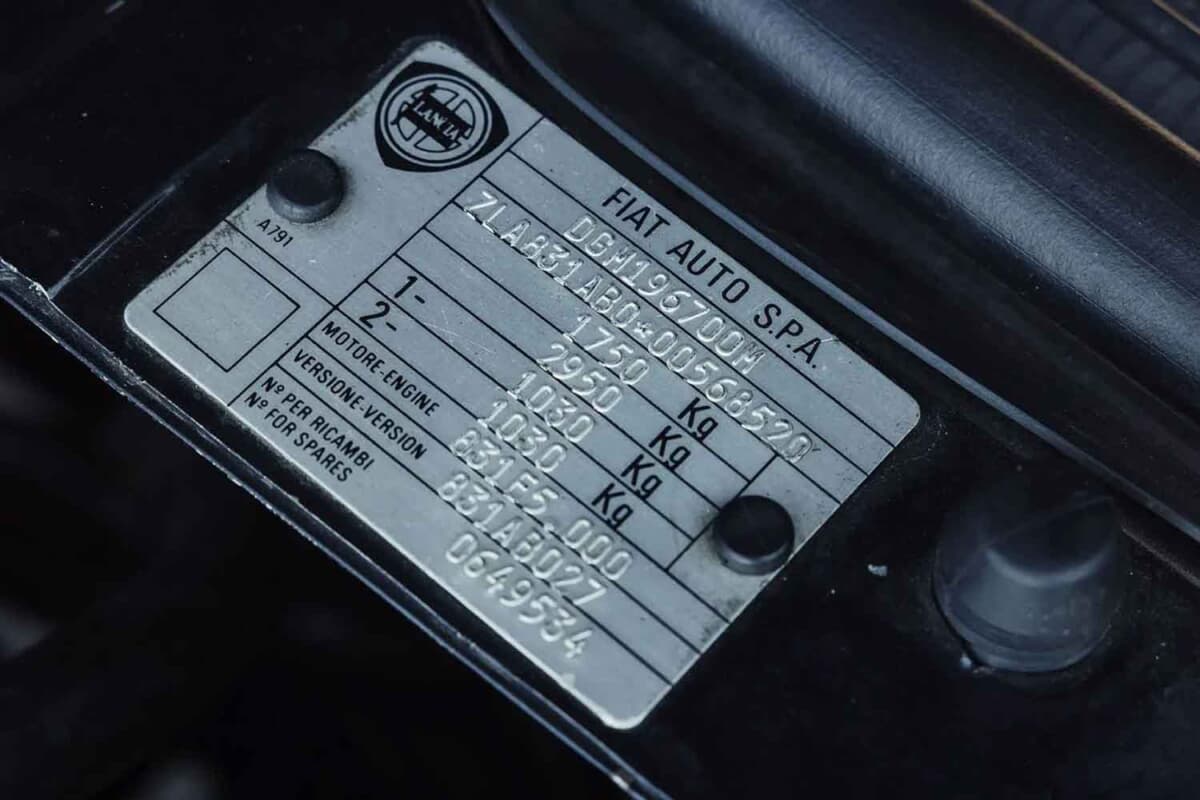 LANCIA
FIAT AUTO S.P.A.
DGM196700M
ZLA831AB0*00568520
1750 Kg
2950 Kg
1- 1030 Kg
2- 1030 Kg
MOTORE-ENGINE 831F5.000
VERSIONE-VERSION 831AB027
Nº PER RICAMBI
Nº FOR SPARES 0649534
A791